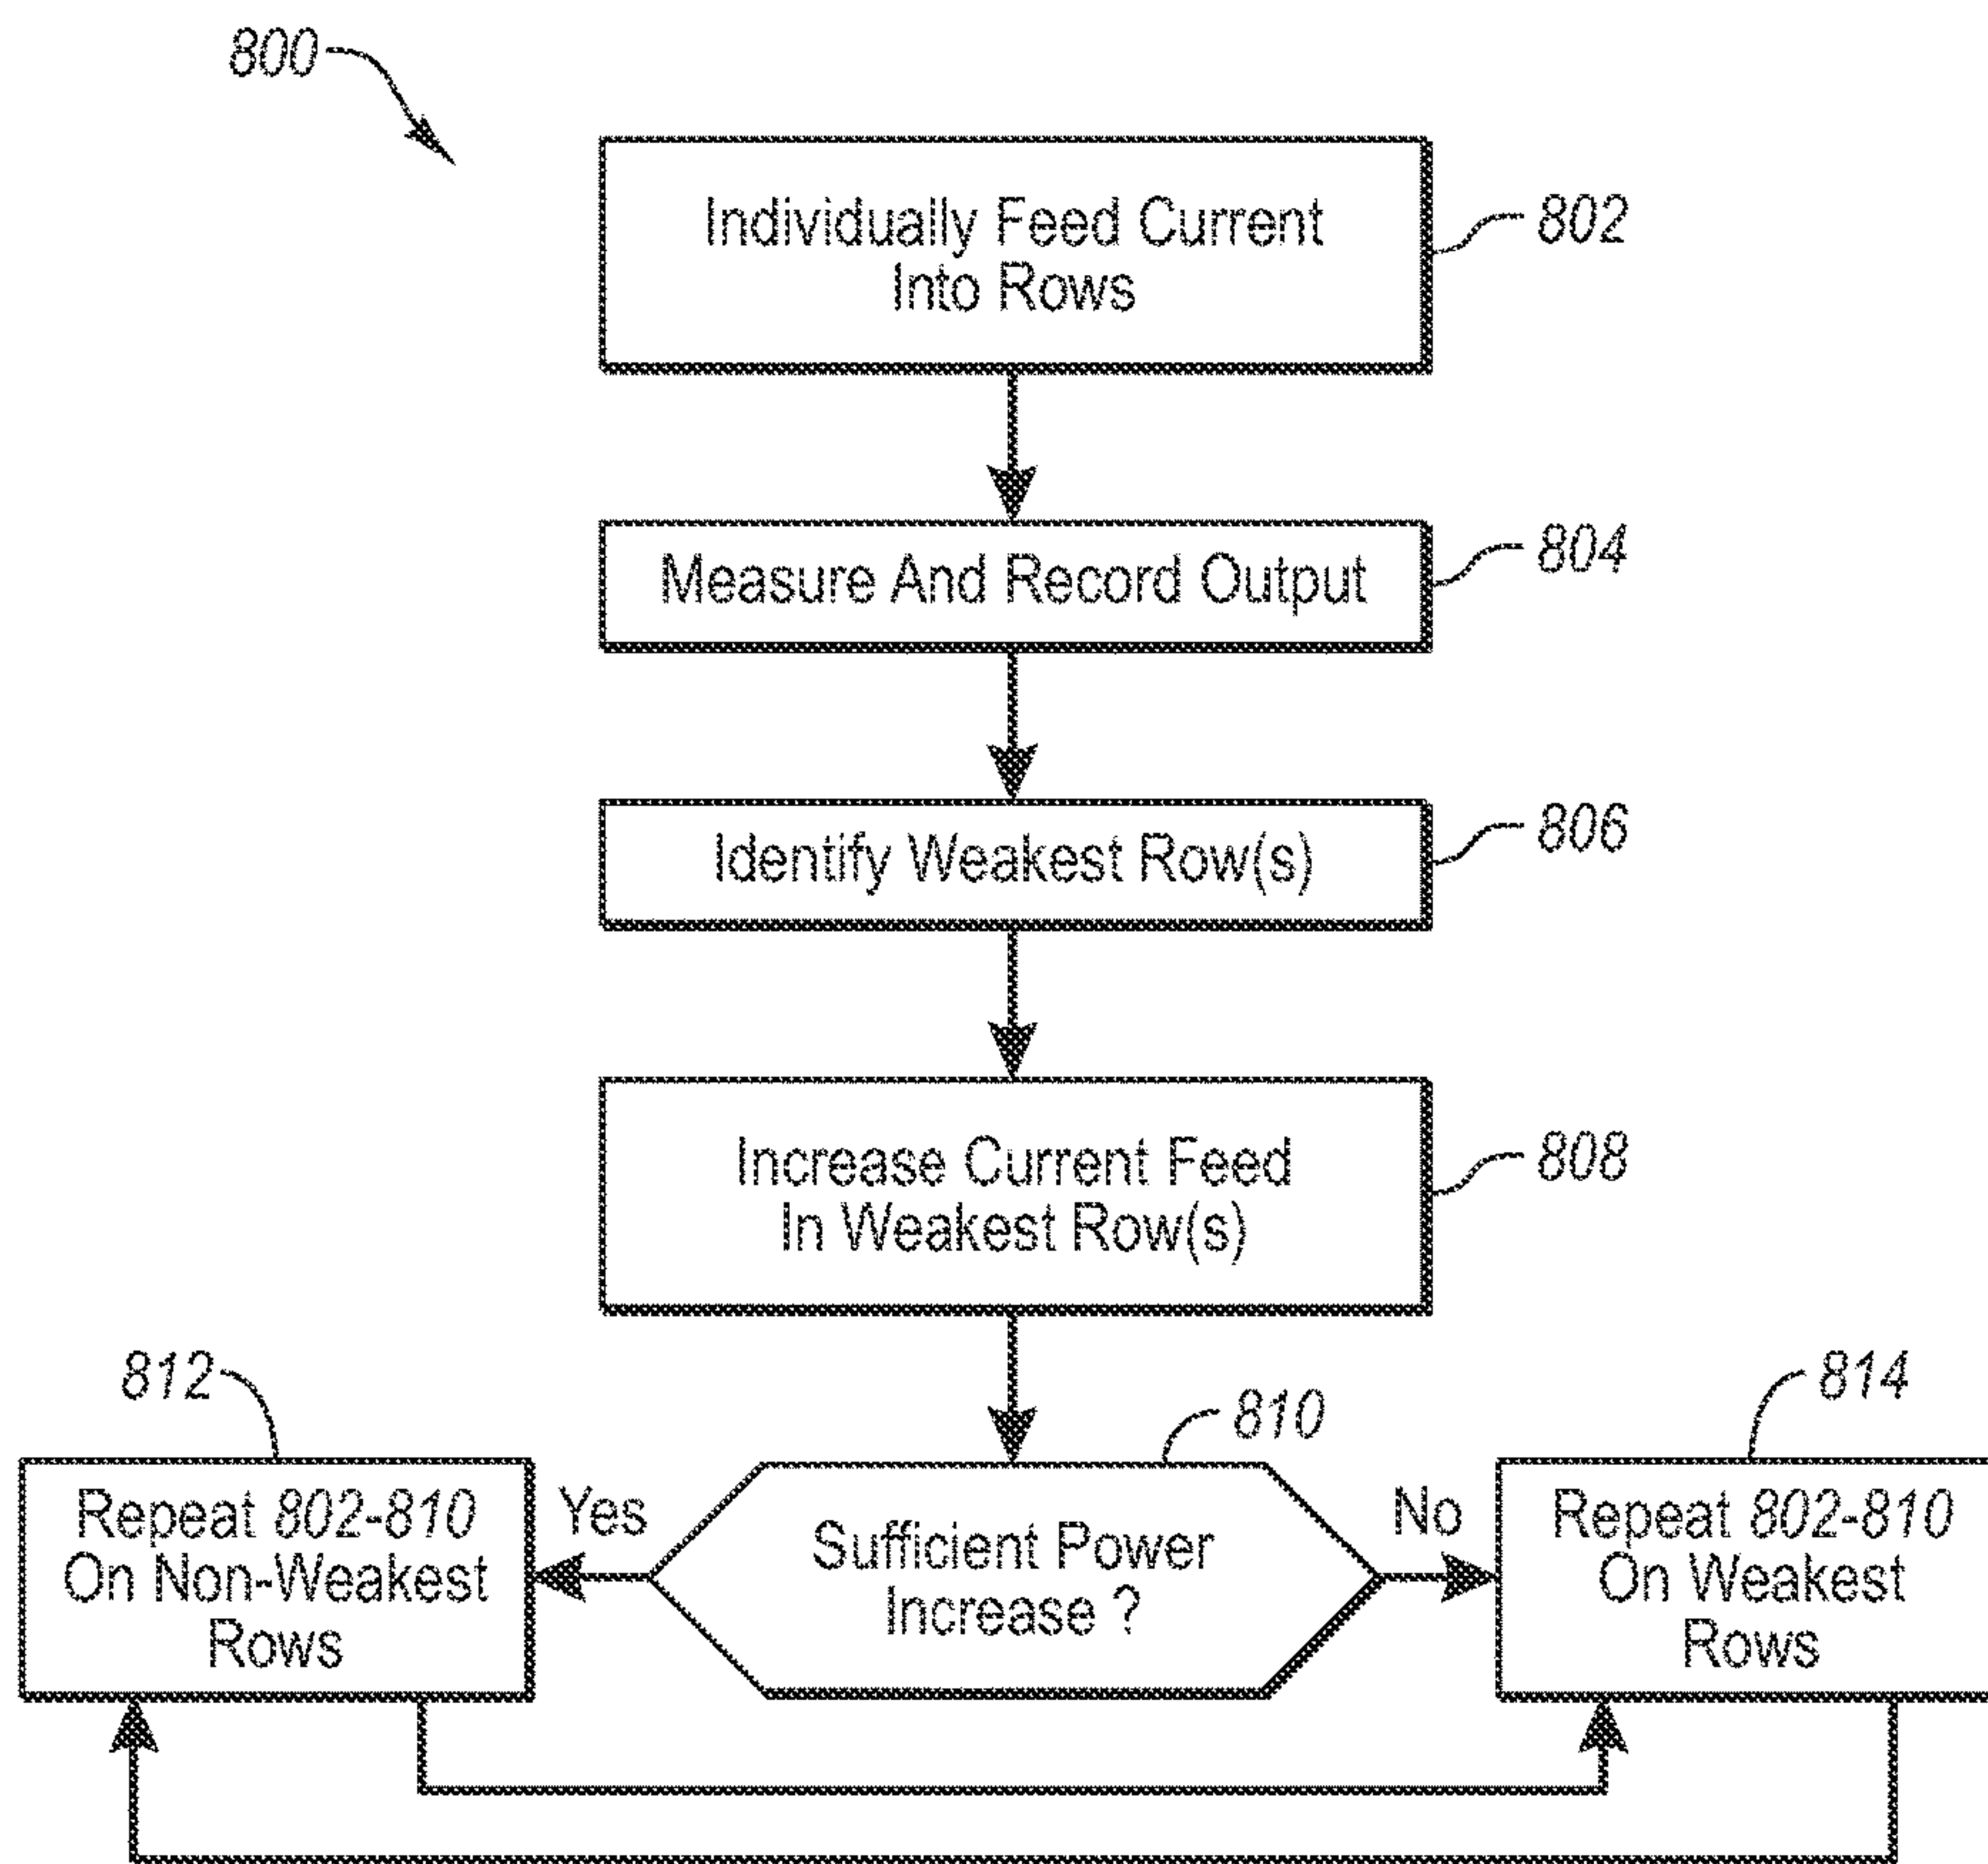 800
Individually Feed Current
Into Rows
802
Measure And Record Output
804
Identify Weakest Row(s)
806
Increase Current Feed
In Weakest Row(s)
808
812
810
814
Repeat 802-810
On Non-Weakest
Rows
Yes
Sufficient Power
Increase ?
No
Repeat 802-810
On Weakest
Rows